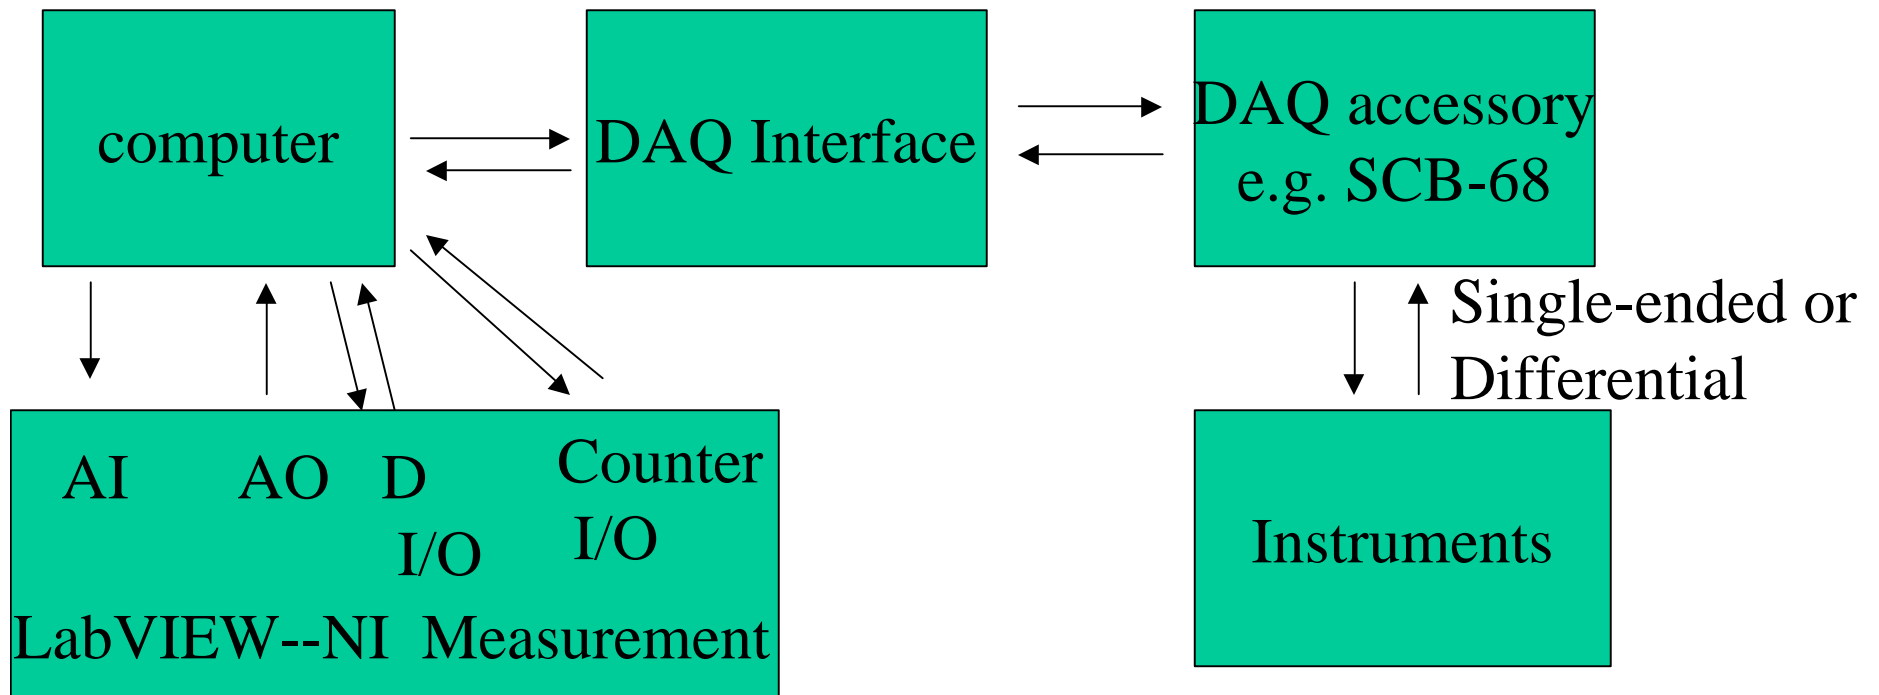 computer
DAQ Interface
DAQ accessory
e.g. SCB-68
Single-ended or
Differential
AI AO D
I/O
Counter
I/O
LabVIEW--NI Measurement
Instruments